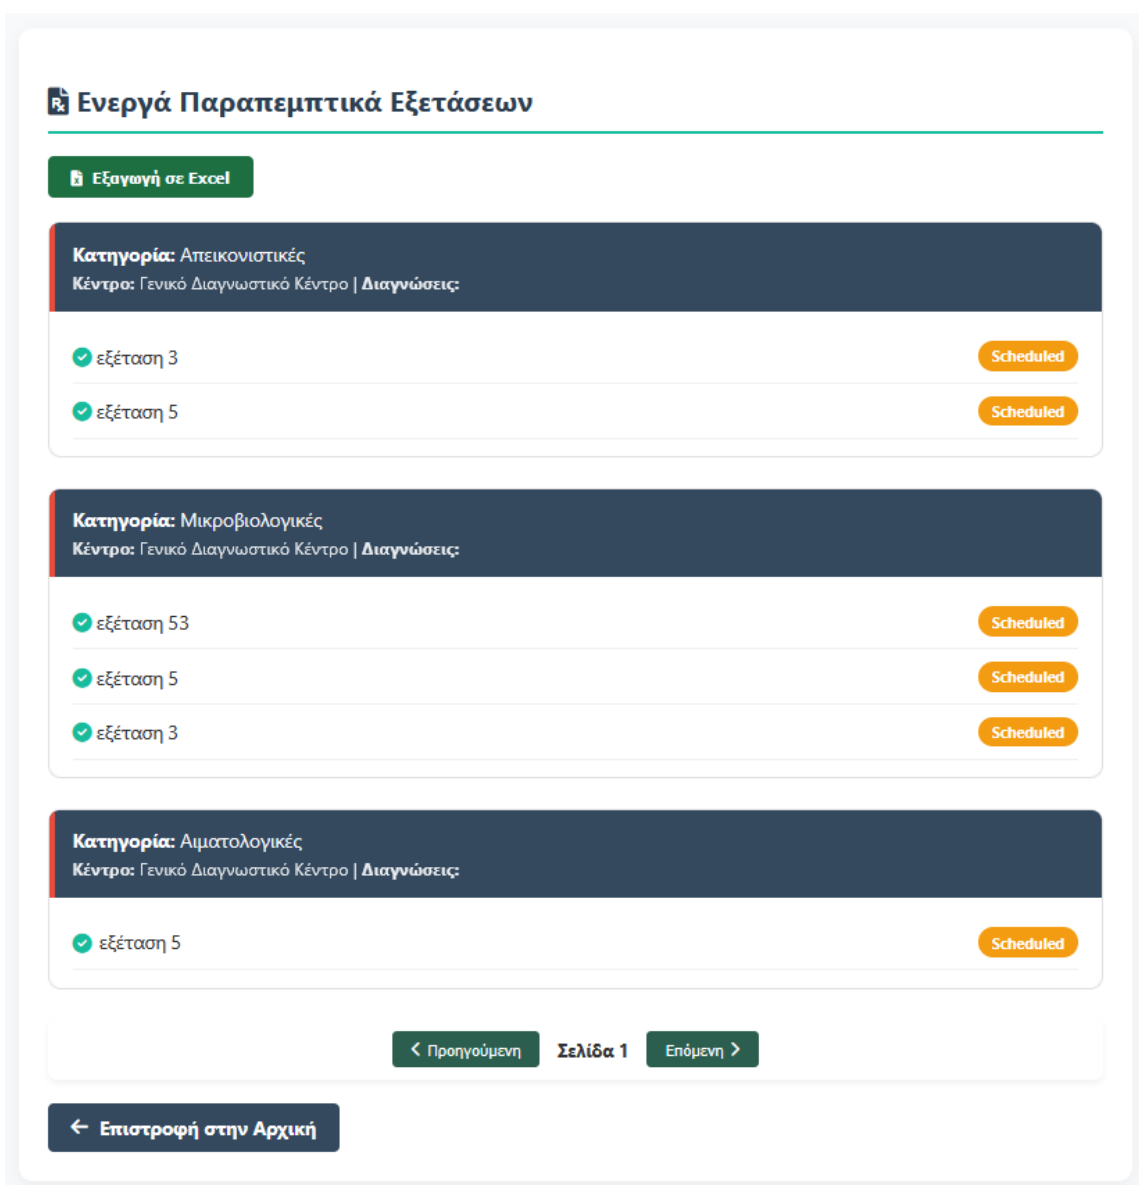 Ενεργά Παραπεμπτικά Εξετάσεων
Εξαγωγή σε Excel
Κατηγορία: Απεικονιστικές
Κέντρο: Γενικό Διαγνωστικό Κέντρο | Διαγνώσεις:
εξέταση 3 Scheduled
εξέταση 5 Scheduled
Κατηγορία: Μικροβιολογικές
Κέντρο: Γενικό Διαγνωστικό Κέντρο | Διαγνώσεις:
εξέταση 53 Scheduled
εξέταση 5 Scheduled
εξέταση 3 Scheduled
Κατηγορία: Αιματολογικές
Κέντρο: Γενικό Διαγνωστικό Κέντρο | Διαγνώσεις:
εξέταση 5 Scheduled
Προηγούμενη Σελίδα 1 Επόμενη
Επιστροφή στην Αρχική